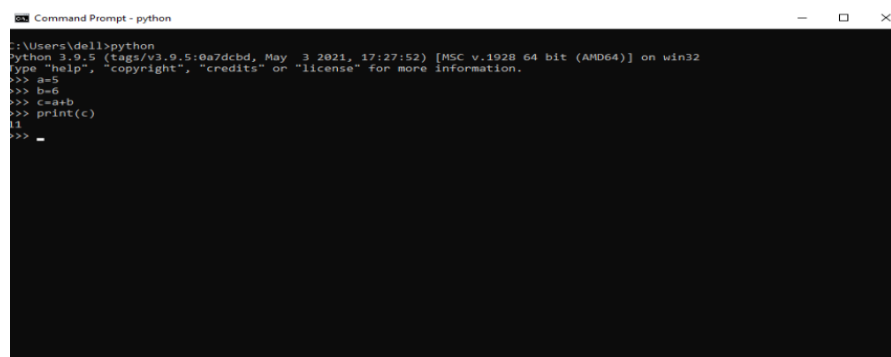 Command Prompt - python
C:\Users\dell>python
Python 3.9.5 (tags/v3.9.5:0a7dcbd, May  3 2021, 17:27:52) [MSC v.1928 64 bit (AMD64)] on win32
Type "help", "copyright", "credits" or "license" for more information.
>>> a=5
>>> b=6
>>> c=a+b
>>> print(c)
11
>>>